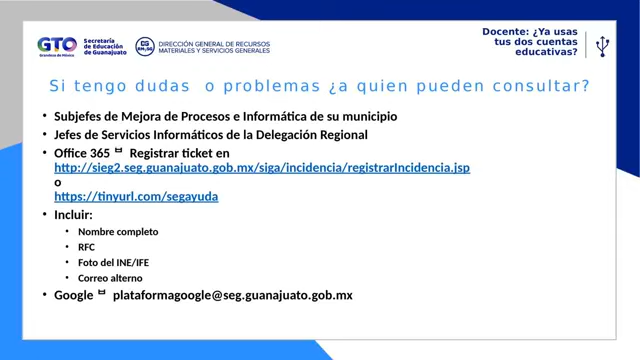 GTO
Grandeza de México
Secretaría
de Educación
de Guanajuato
DIRECCIÓN GENERAL DE RECURSOS
MATERIALES Y SERVICIOS GENERALES
Docente: ¿Ya usas
tus dos cuentas
educativas?
Si tengo dudas o problemas ¿a quien pueden consultar?
• Subjefes de Mejora de Procesos e Informática de su municipio
• Jefes de Servicios Informáticos de la Delegación Regional
• Office 365 Registrar ticket en
http://sieg2.seg.guanajuato.gob.mx/siga/incidencia/registrarIncidencia.jsp
o
https://tinyurl.com/segayuda
• Incluir:
• Nombre completo
• RFC
• Foto del INE/IFE
• Correo alterno
• Google plataformagoogle@seg.guanajuato.gob.mx